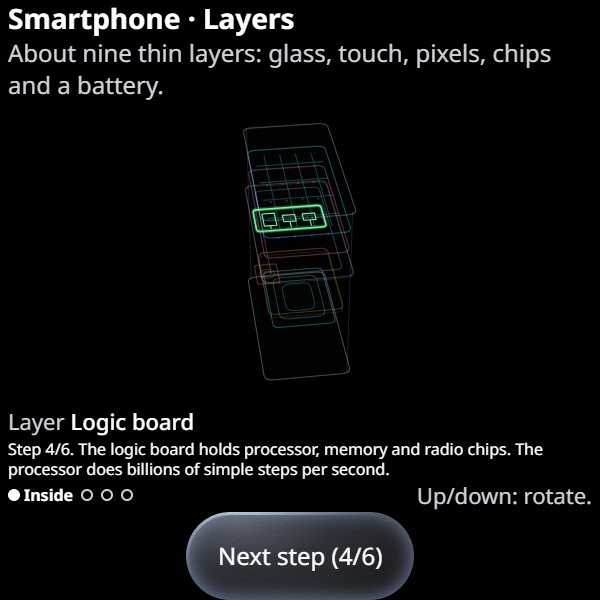 Smartphone · Layers
About nine thin layers: glass, touch, pixels, chips
and a battery.
Layer Logic board
Step 4/6. The logic board holds processor, memory and radio chips. The
processor does billions of simple steps per second.
Inside
Up/down: rotate.
Next step (4/6)